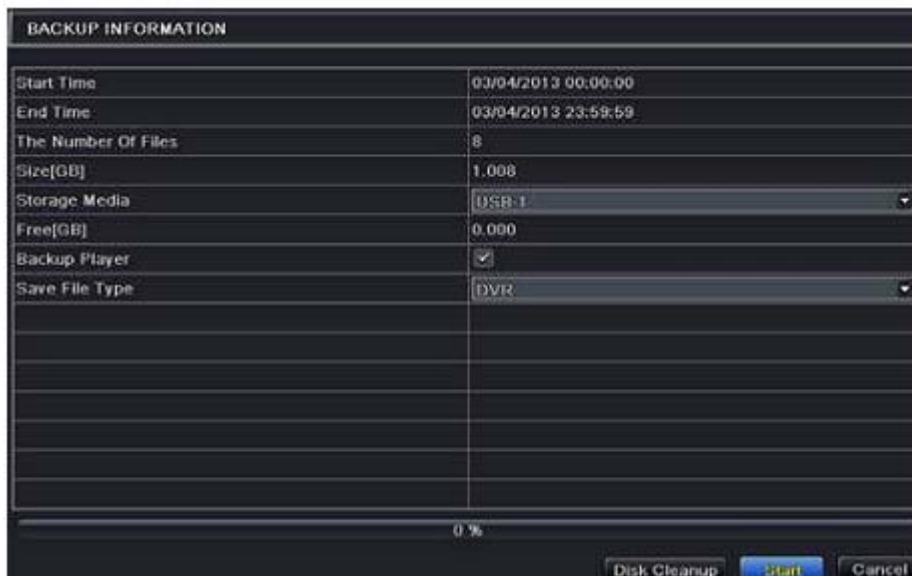 BACKUP INFORMATION
Start Time 03/04/2013 00:00:00
End Time 03/04/2013 23:59:59
The Number Of Files 8
Size[GB] 1.008
Storage Media USB-1
Free[GB] 0.000
Backup Player
Save File Type DVR
0 %
Disk Cleanup Start Cancel